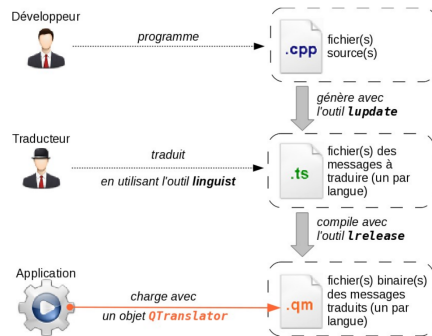 Développeur
programme
.cpp
fichier(s)
source(s)
génère avec
l'outil lupdate
Traducteur
traduit
en utilisant l'outil linguist
.ts
fichier(s) des
messages à
traduire (un par
langue)
compile avec
l'outil lrelease
Application
charge avec
un objet QTranslator
.qm
fichier(s) binaire(s)
des messages
traduits (un par
langue)